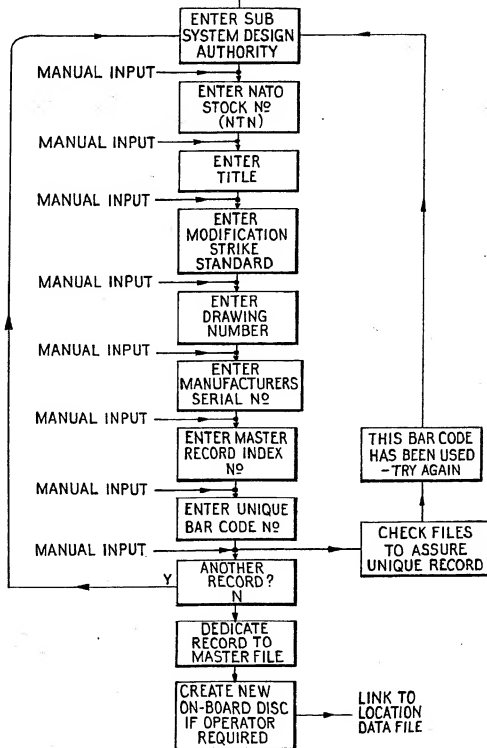 ENTER SUB
SYSTEM DESIGN
AUTHORITY
MANUAL INPUT
ENTER NATO
STOCK Nº
(NTN)
MANUAL INPUT
ENTER
TITLE
MANUAL INPUT
ENTER
MODIFICATION
STRIKE
STANDARD
MANUAL INPUT
ENTER
DRAWING
NUMBER
MANUAL INPUT
ENTER
MANUFACTURERS
SERIAL Nº
MANUAL INPUT
ENTER MASTER
RECORD INDEX
Nº
MANUAL INPUT
ENTER UNIQUE
BAR CODE Nº
MANUAL INPUT
THIS BAR CODE
HAS BEEN USED
-TRY AGAIN
CHECK FILES
TO ASSURE
UNIQUE RECORD
Y
ANOTHER
RECORD?
N
DEDICATE
RECORD TO
MASTER FILE
CREATE NEW
ON-BOARD DISC
IF OPERATOR
REQUIRED
LINK TO
LOCATION
DATA FILE